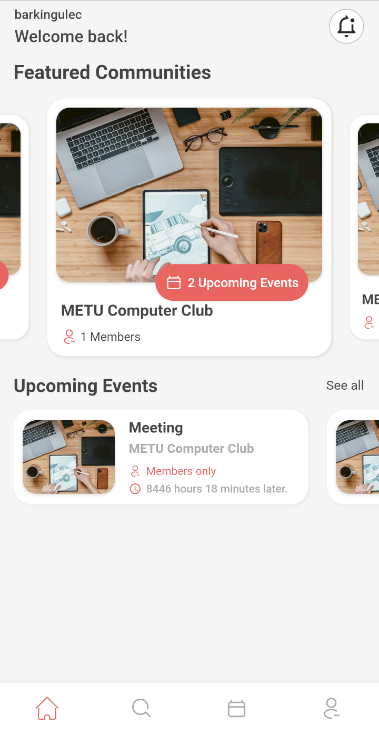 barkingulec
Welcome back!
Featured Communities
2 Upcoming Events
METU Computer Club
1 Members
ME
Upcoming Events
See all
Meeting
METU Computer Club
Members only
8446 hours 18 minutes later.